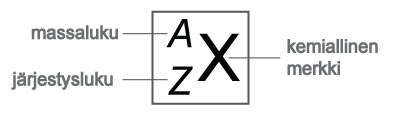 massaluku
A
X
kemiallinen
merkki
järjestysluku
Z